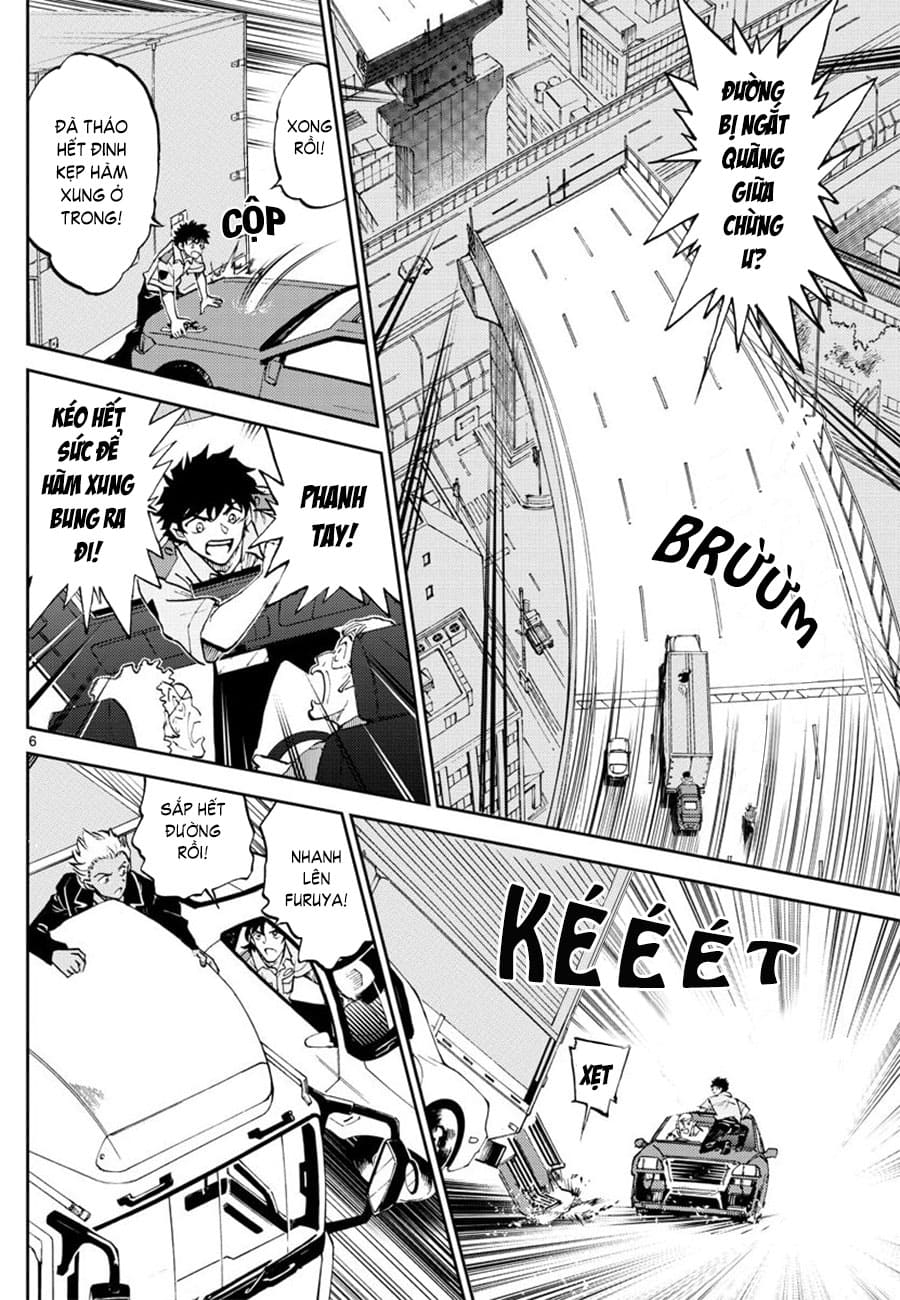 ĐƯỜNG
BỊ NGẮT
QUÃNG
GIỮA
CHỪNG
Ư?
BRỪỪM
XONG
RỒI!
ĐÃ THÁO
HẾT ĐINH
KẸP HÃM
XUNG Ở
TRONG!
CỘP
PHANH
TAY!
KÉO HẾT
SỨC ĐỂ
HÃM XUNG
BUNG RA
ĐI!
6
KÉÉÉT
XẸT
NHANH
LÊN
FURUYA!
SẮP HẾT
ĐƯỜNG
RỒI!